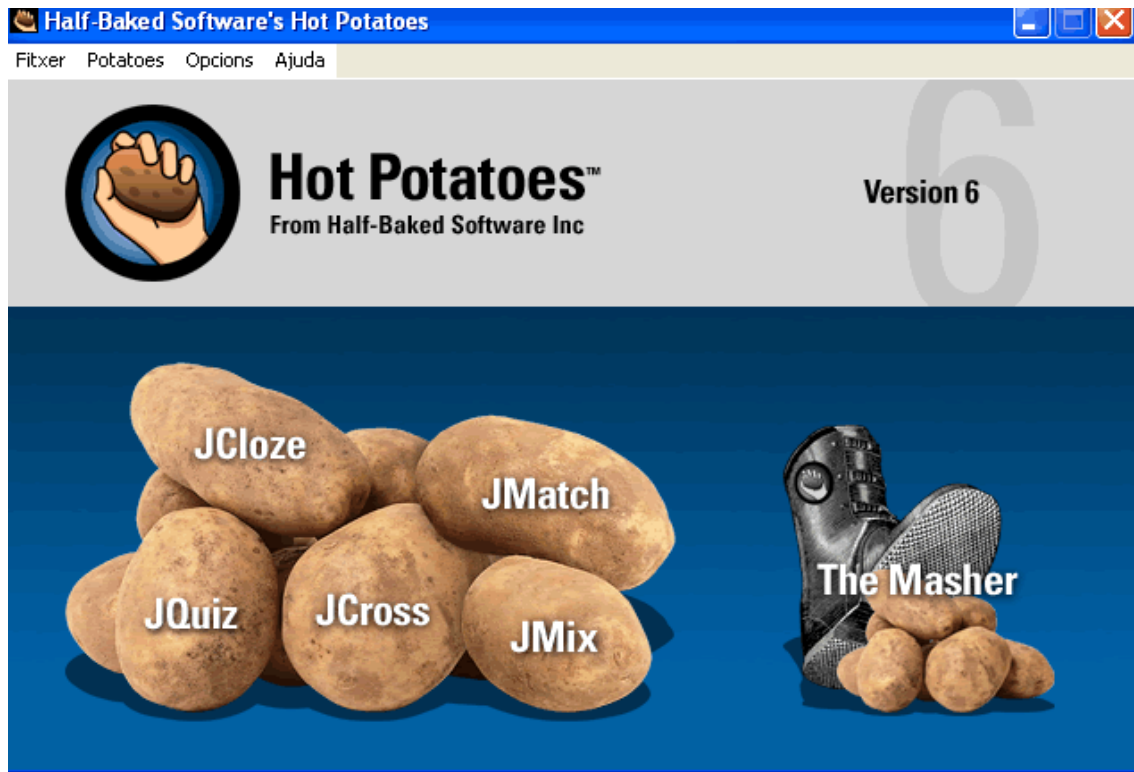 Half-Baked Software's Hot Potatoes
Fitxer Potatoes Opcions Ajuda
6
Hot Potatoes™
Version 6
From Half-Baked Software Inc
JCloze
JMatch
The Masher
JQuiz
JCross
JMix